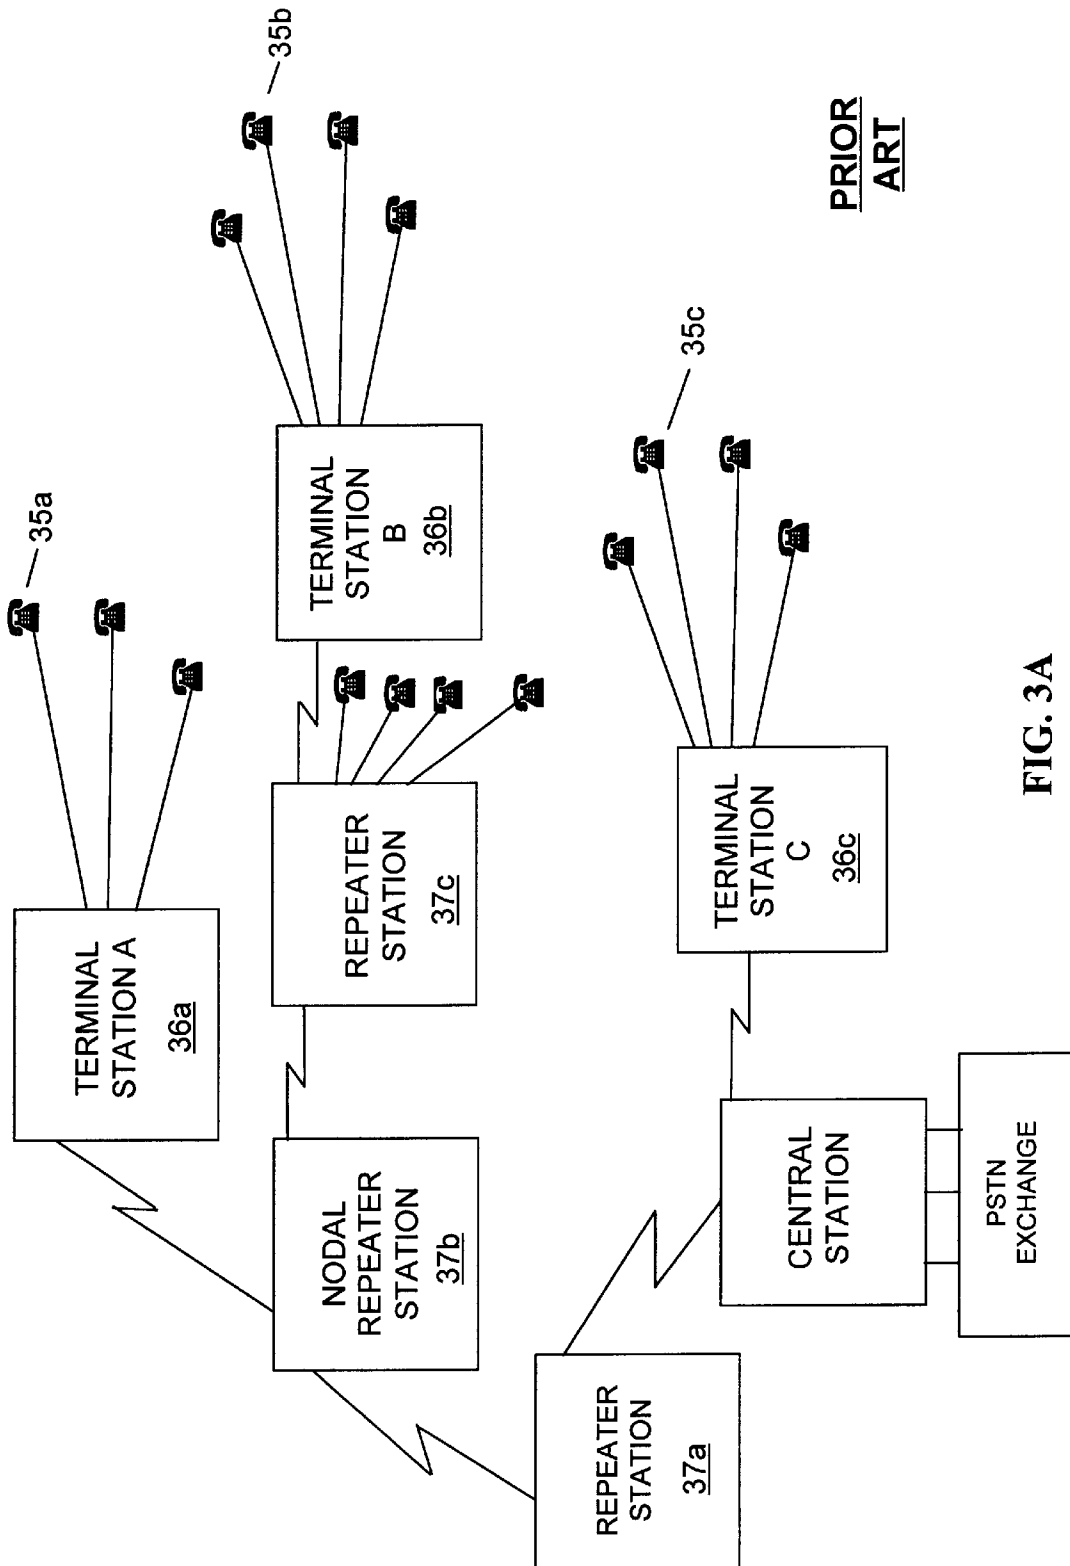 35a
35b
TERMINAL
STATION A
36a
NODAL
REPEATER
STATION
37b
REPEATER
STATION
37c
TERMINAL
STATION
B
36b
REPEATER
STATION
37a
CENTRAL
STATION
TERMINAL
STATION
C
36c
35c
PSTN
EXCHANGE
PRIOR
ART
FIG. 3A